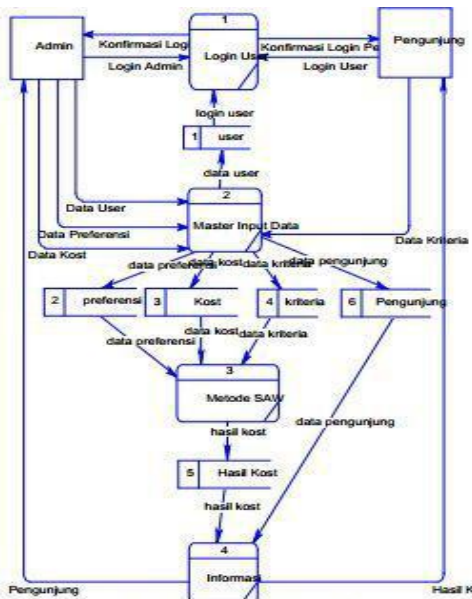 1
Admin
Konfirmasi Logi
Konfirmasi Login Pe
Pengunjung
Login Us
Login Admin
Login User
login user
1 user
data user
2
Data User
Master Input Data
Data Preferensi
Data Kost
Data Kriteria
data preferensi
data kost
data kriteria
data pengunjung
2 preferensi
3 Kost
4 kriteria
6 Pengunjung
data preferensi
data kost
data kriteria
3
Metode SAW
data pengunjung
hasil kost
5 Hasil Kost
hasil kost
4
Informasi
Pengunjung
Hasil K